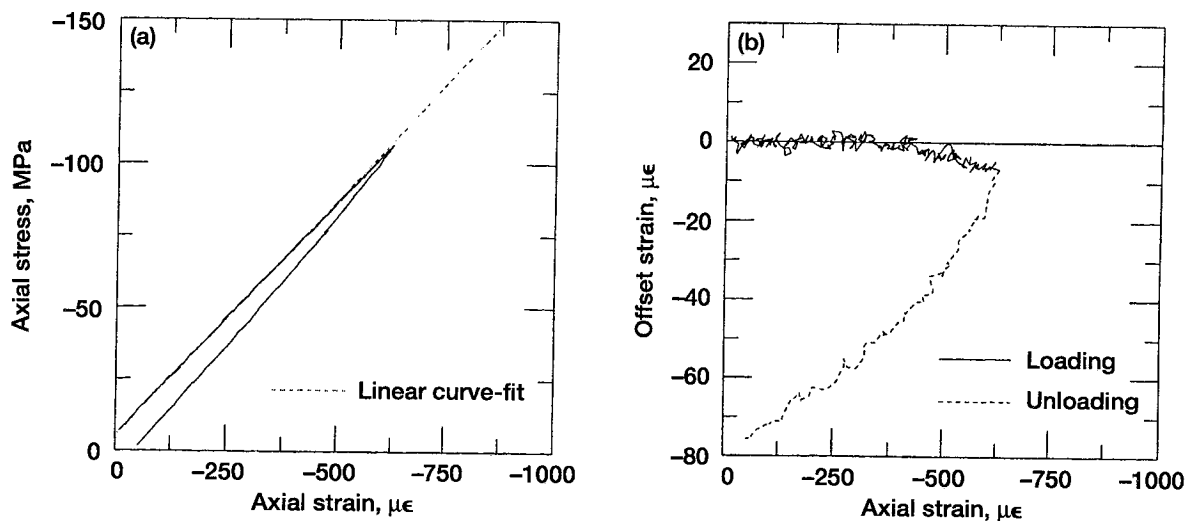 (a)
Axial stress, MPa
−150
−100
−50
0
0 −250 −500 −750 −1000
Axial strain, µϵ
Linear curve-fit
(b)
Offset strain, µϵ
20
0
−20
−40
−60
−80
0 −250 −500 −750 −1000
Axial strain, µϵ
Loading
Unloading